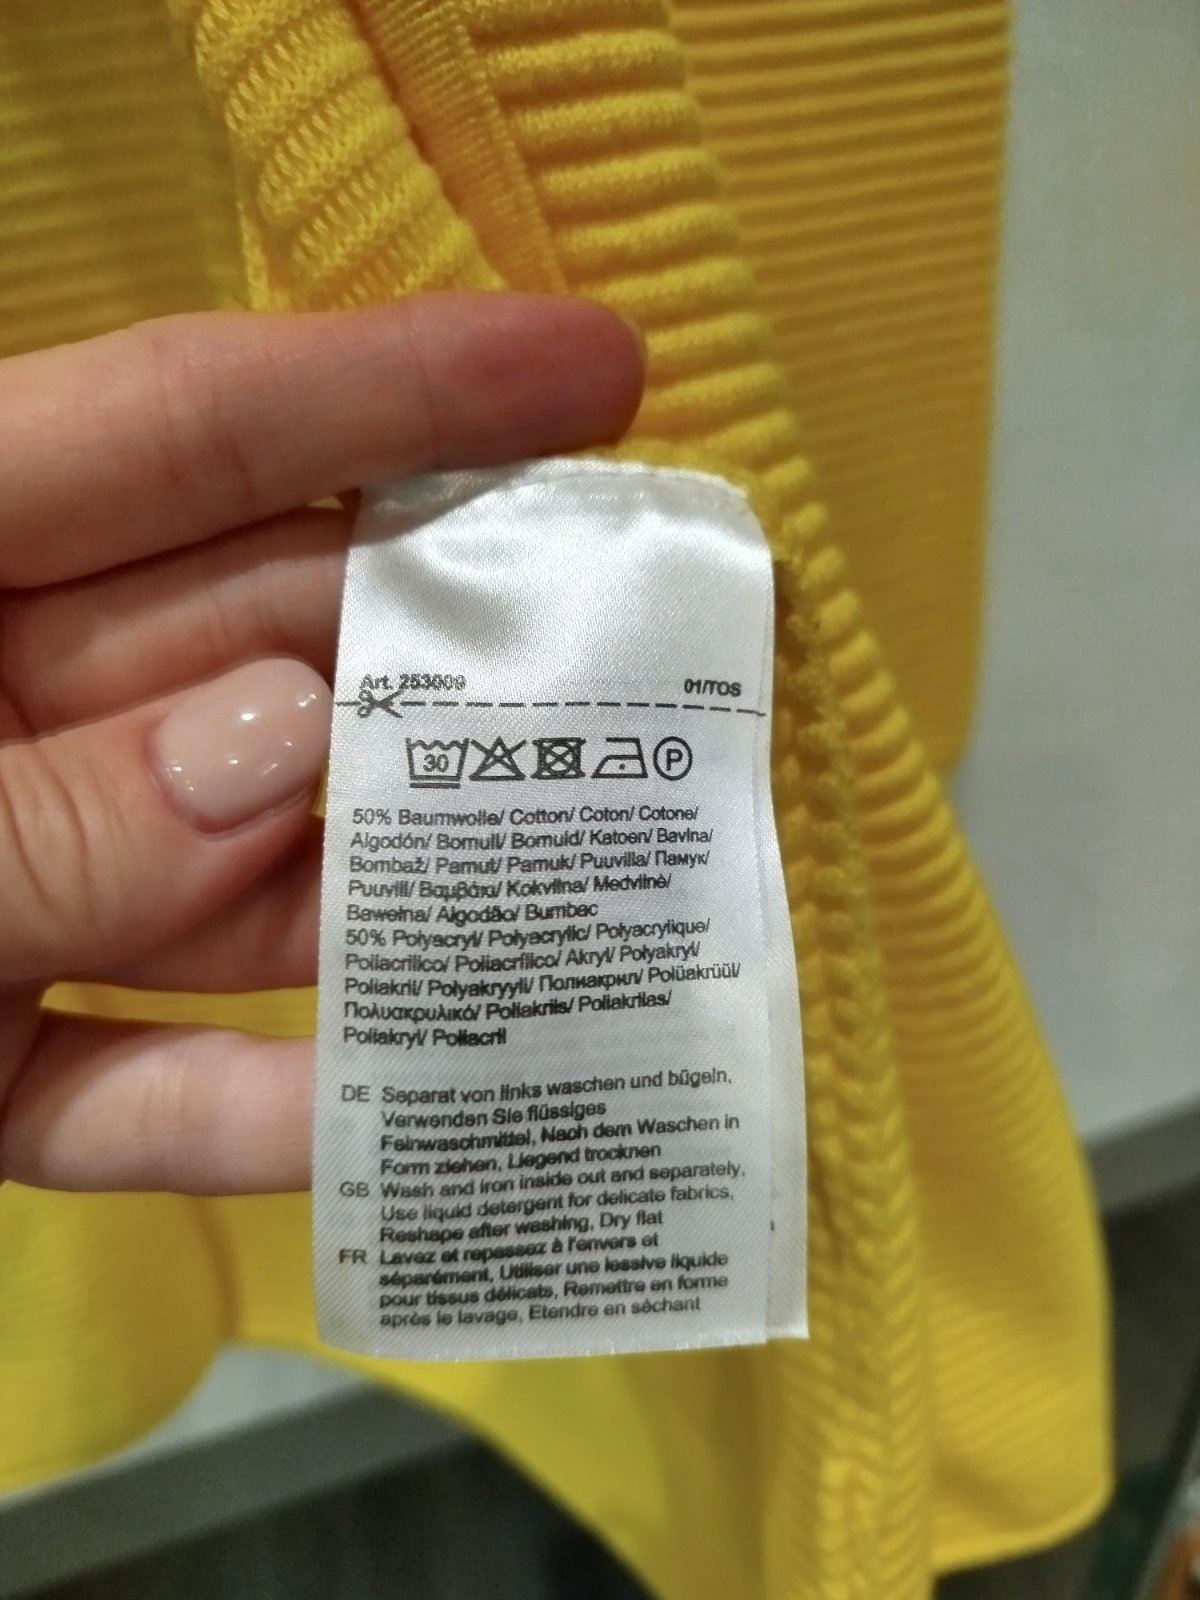 Art. 253009
01/TOS
30
P
50% Baumwolle/ Cotton/ Coton/ Cotone/
Algodón/ Bomull/ Bomuld/ Katoen/ Bavlna/
Bombaž/ Pamut/ Pamuk/ Puuvilla/ Памук/
Puuvill/ Βαμβάκι/ Kokvilna/ Medvilnė/
Bawełna/ Algodão/ Bumbac
50% Polyacryl/ Polyacrylic/ Polyacrylique/
Poliacrilico/ Poliacrílico/ Akryl/ Polyakryl/
Poliakril/ Polyakryyli/ Полиакрил/ Polüakrüül/
Πολυακρυλικό/ Poliakrils/ Poliakrilas/
Poliakryl/ Poliacril
DE Separat von links waschen und bügeln,
Verwenden Sie flüssiges
Feinwaschmittel, Nach dem Waschen in
Form ziehen, Liegend trocknen
GB Wash and iron inside out and separately,
Use liquid detergent for delicate fabrics,
Reshape after washing, Dry flat
FR Lavez et repassez à l'envers et
séparément, Utiliser une lessive liquide
pour tissus délicats, Remettre en forme
après le lavage, Etendre en séchant